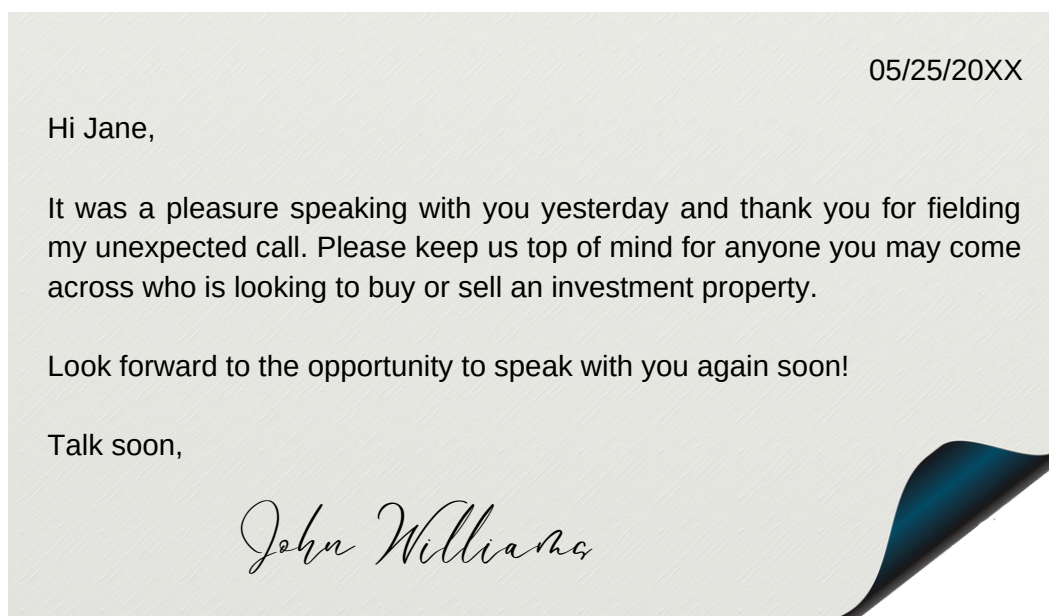 05/25/20XX
Hi Jane,
It was a pleasure speaking with you yesterday and thank you for fielding
my unexpected call. Please keep us top of mind for anyone you may come
across who is looking to buy or sell an investment property.
Look forward to the opportunity to speak with you again soon!
Talk soon,
John Williams